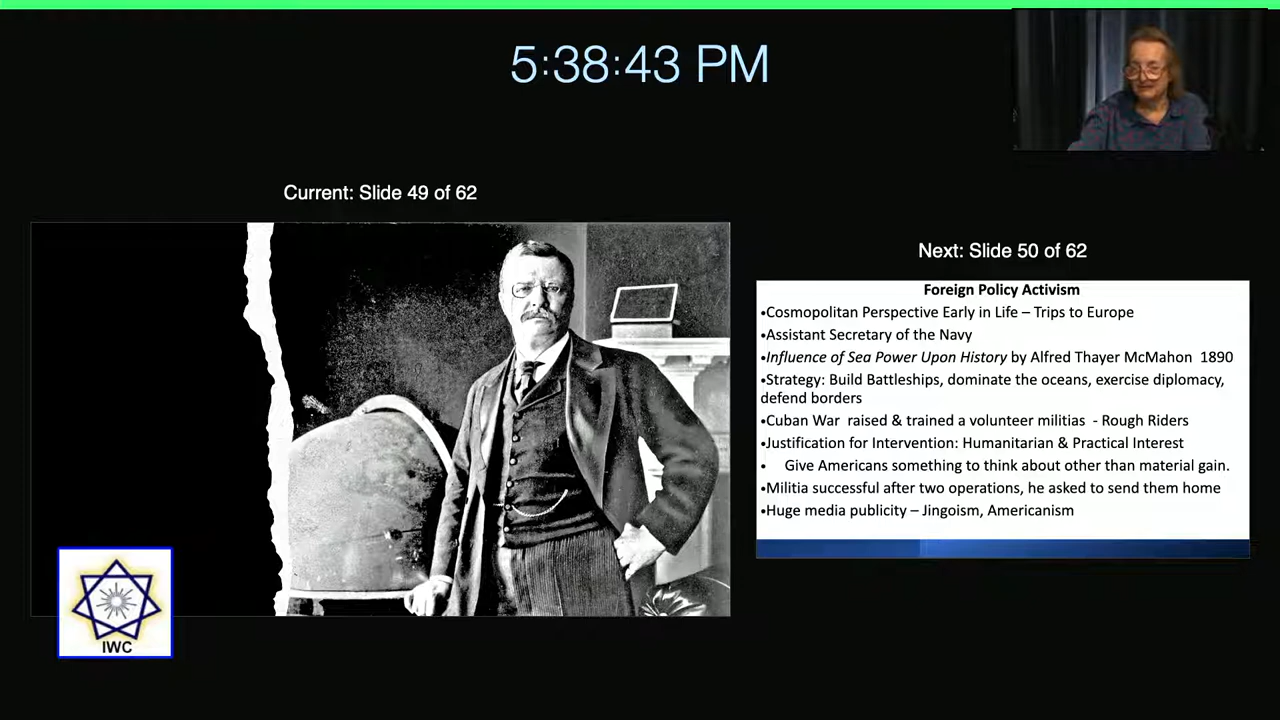 5:38:43 PM
Current: Slide 49 of 62
Next: Slide 50 of 62
Foreign Policy Activism
•Cosmopolitan Perspective Early in Life – Trips to Europe
•Assistant Secretary of the Navy
•Influence of Sea Power Upon History by Alfred Thayer McMahon 1890
•Strategy: Build Battleships, dominate the oceans, exercise diplomacy,
defend borders
•Cuban War raised & trained a volunteer militias - Rough Riders
•Justification for Intervention: Humanitarian & Practical Interest
• Give Americans something to think about other than material gain.
•Militia successful after two operations, he asked to send them home
•Huge media publicity – Jingoism, Americanism
IWC